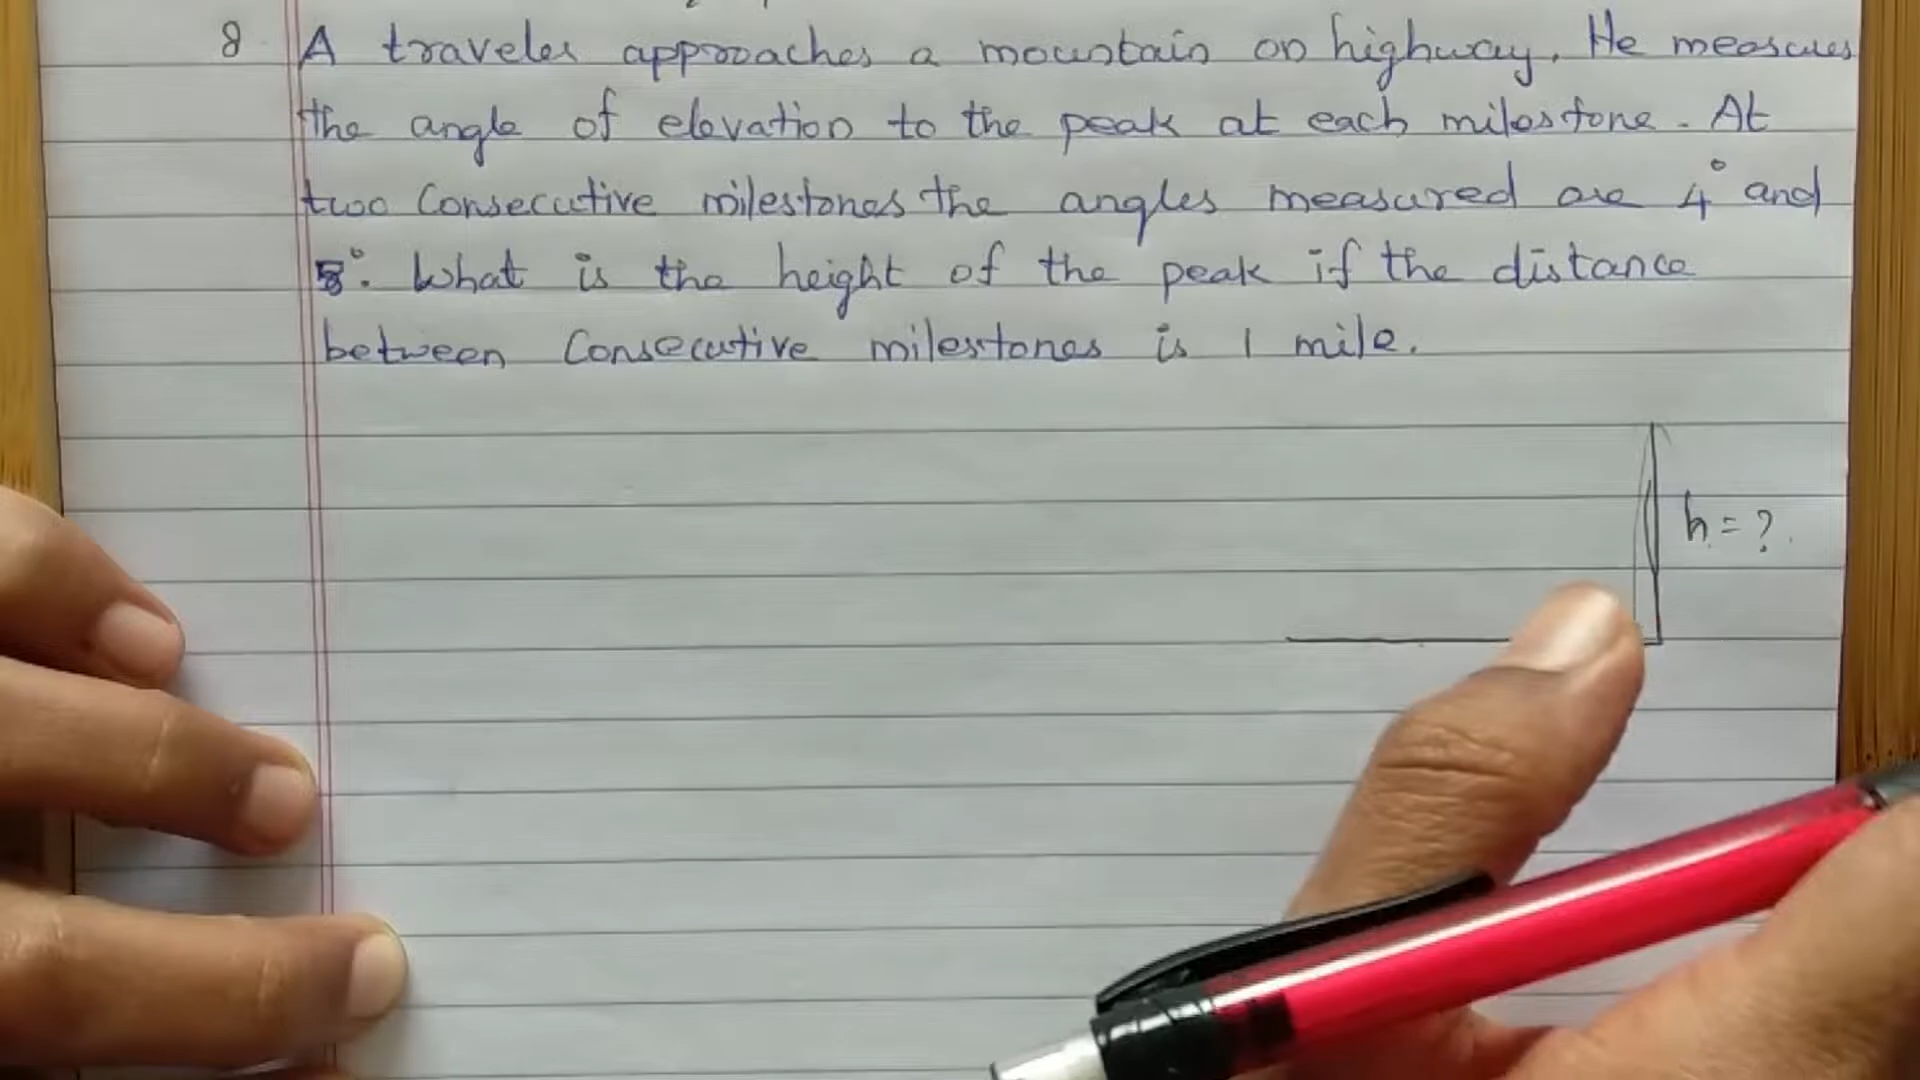 8 A traveler approaches a mountain on highway. He measures
the angle of elevation to the peak at each milestone. At
two consecutive milestones the angles measured are 4° and
8°. What is the height of the peak if the distance
between consecutive milestones is 1 mile.
h = ?